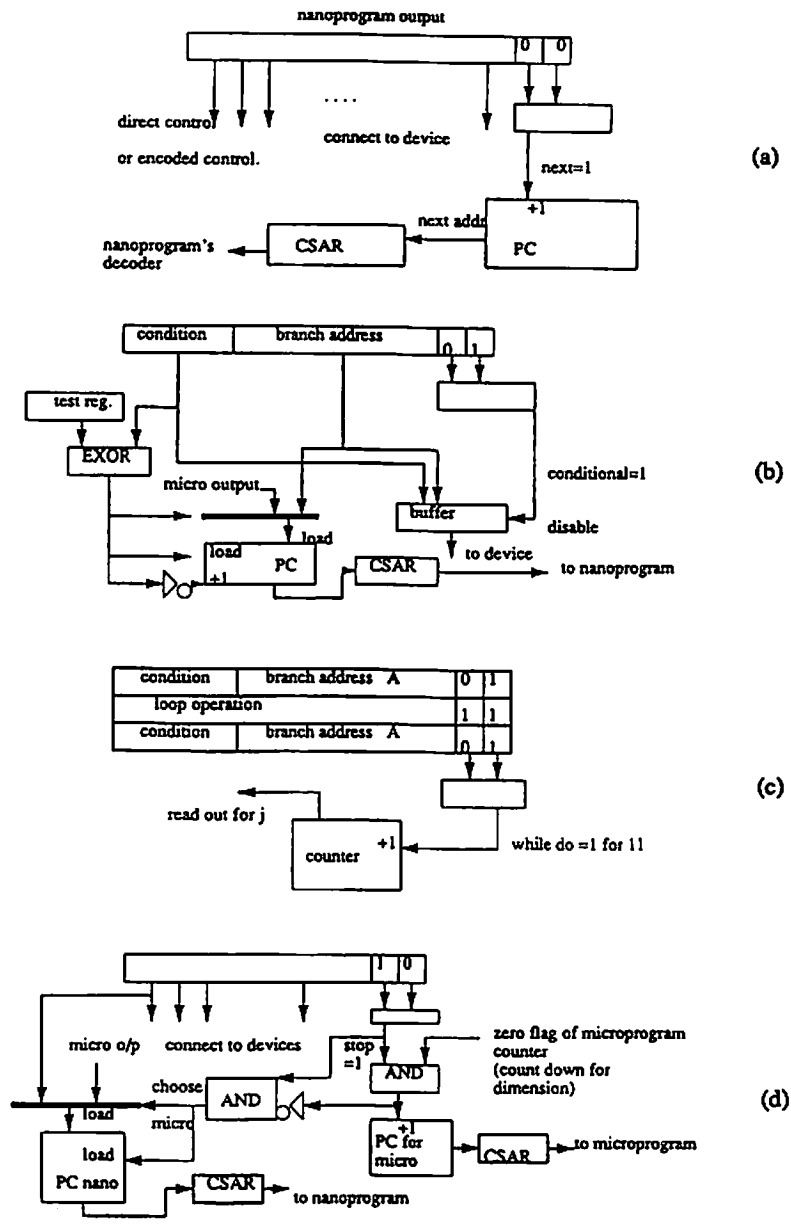 nanoprogram output
0 0
direct control
or encoded control.
. . . .
connect to device
next=1
(a)
+1
PC
next addr
CSAR
nanoprogram's
decoder
condition branch address 0 1
test reg.
EXOR
micro output
conditional=1
(b)
buffer
disable
load
load PC
+1
to device
CSAR
to nanoprogram
condition branch address A 0 1
loop operation 1 1
condition branch address A 0 1
(c)
read out for j
+1
counter
while do =1 for 11
1 0
micro o/p
connect to devices
stop
=1
zero flag of microprogram
counter
(count down for
dimension)
AND
choose
AND
(d)
load
micro
+1
PC for
micro
CSAR
to microprogram
load
PC nano
CSAR
to nanoprogram